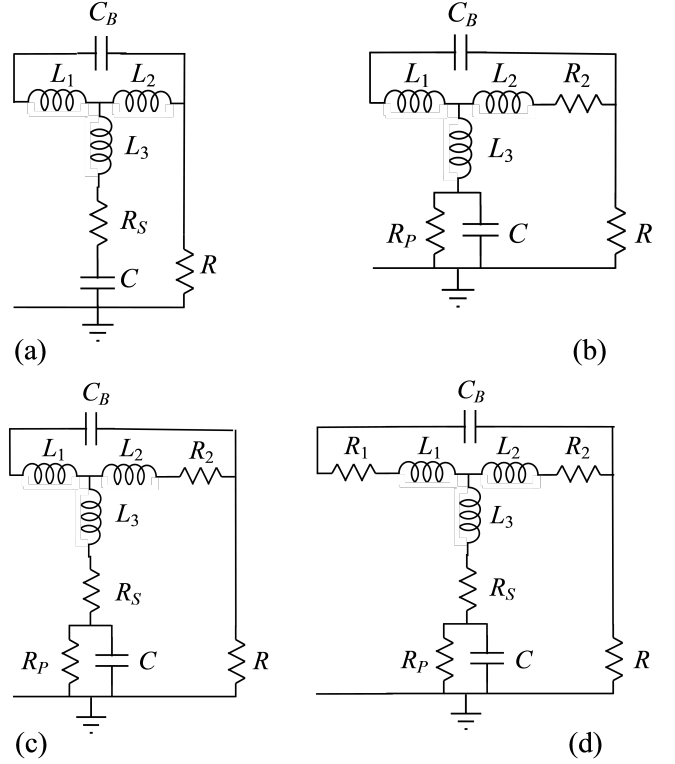 C_B C_B
L_1 L_2 L_1 L_2 R_2
L_3 L_3
R_S
R_P C R
C R
(a) (b)
C_B C_B
L_1 L_2 R_2 R_1 L_1 L_2 R_2
L_3 L_3
R_S R_S
R_P C R R_P C R
(c) (d)